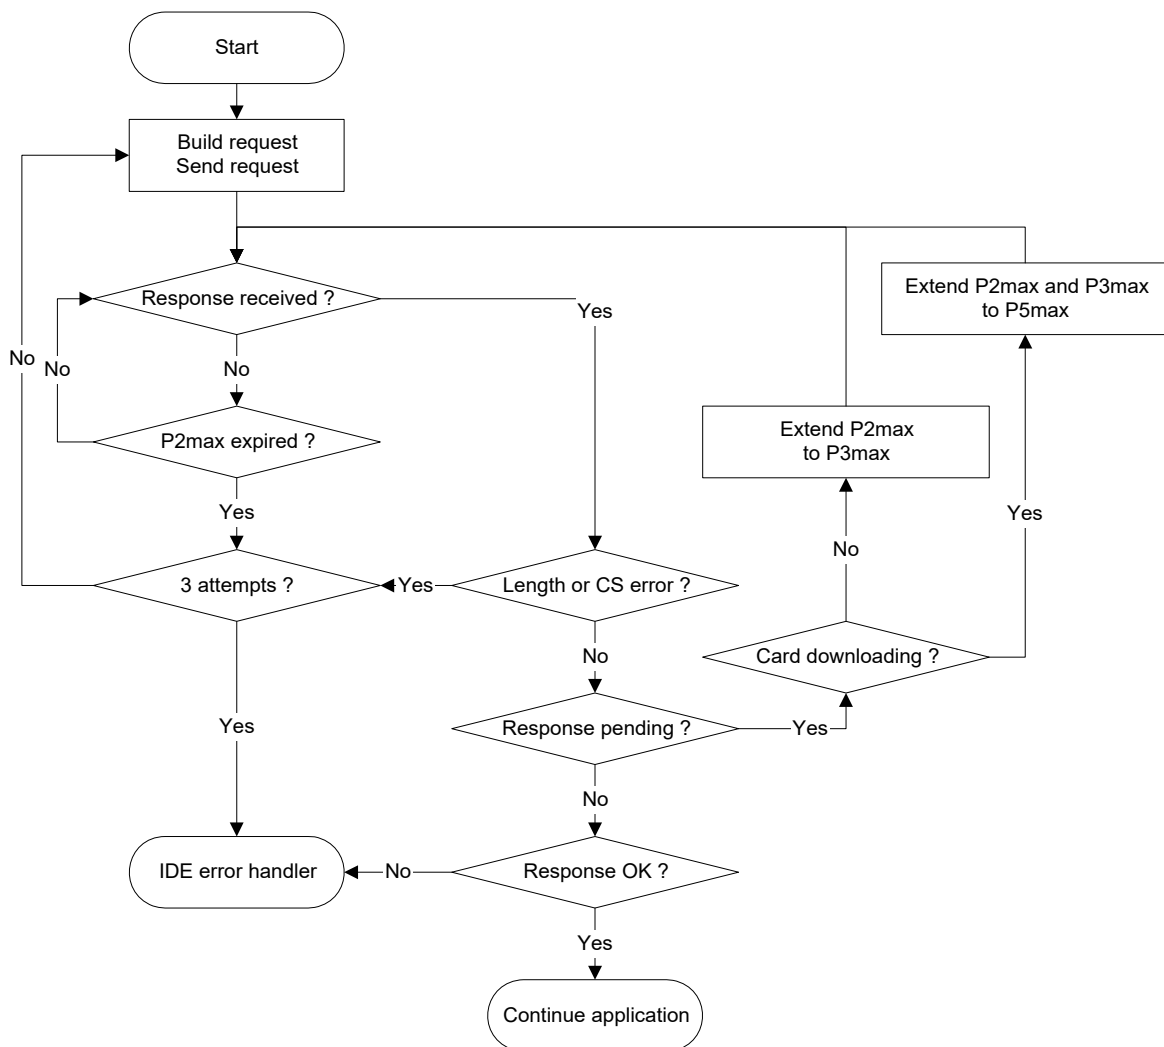 Start
Build request
Send request
Response received ?
Yes
Extend P2max and P3max
to P5max
No
No
No
P2max expired ?
Extend P2max
to P3max
Yes
Yes
No
3 attempts ?
Yes
Length or CS error ?
No
Card downloading ?
Yes
Response pending ?
Yes
No
IDE error handler
No
Response OK ?
Yes
Continue application